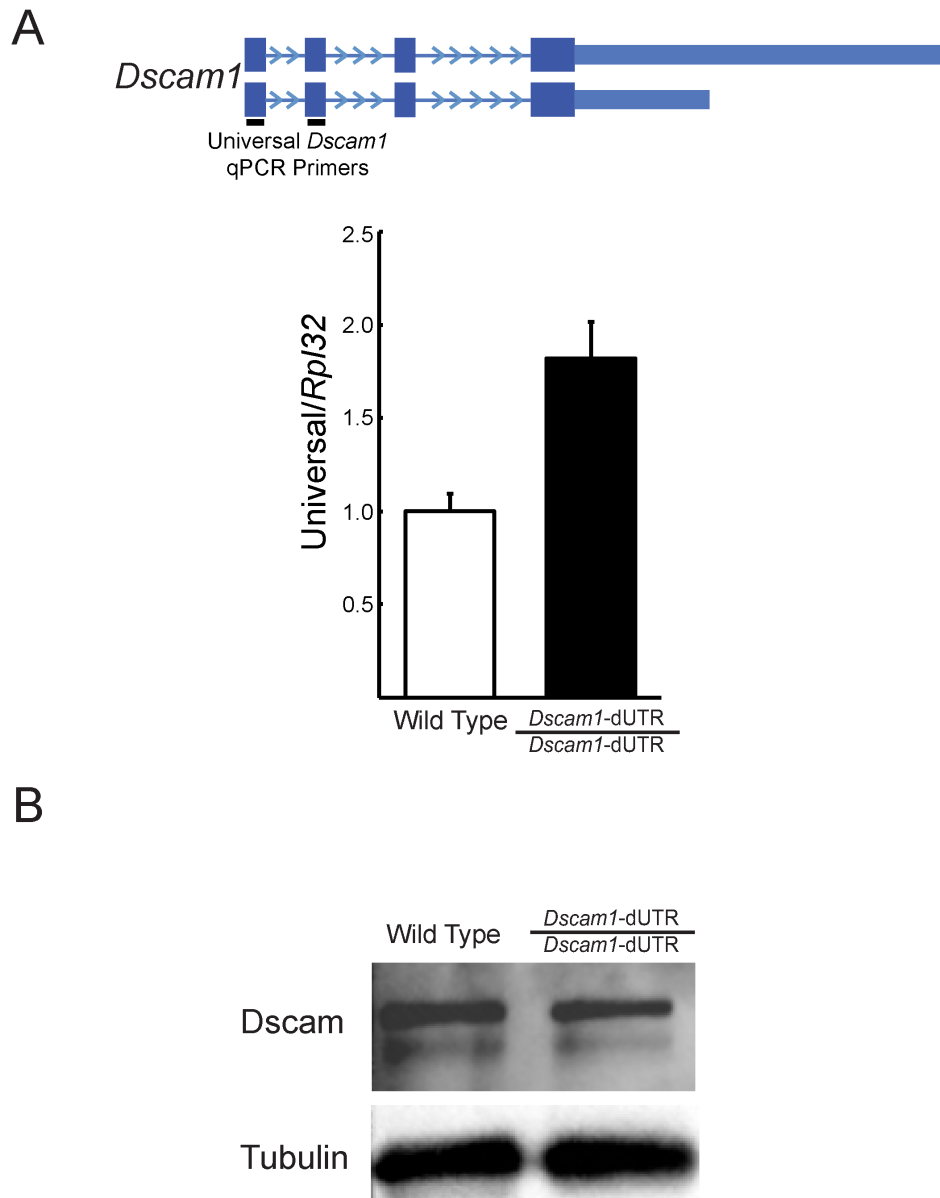 A
Dscam1
Universal Dscam1
qPCR Primers
2.5
2.0
1.5
1.0
0.5
Universal/Rpl32
Wild Type
Dscam1-dUTR
Dscam1-dUTR
B
Wild Type
Dscam1-dUTR
Dscam1-dUTR
Dscam
Tubulin